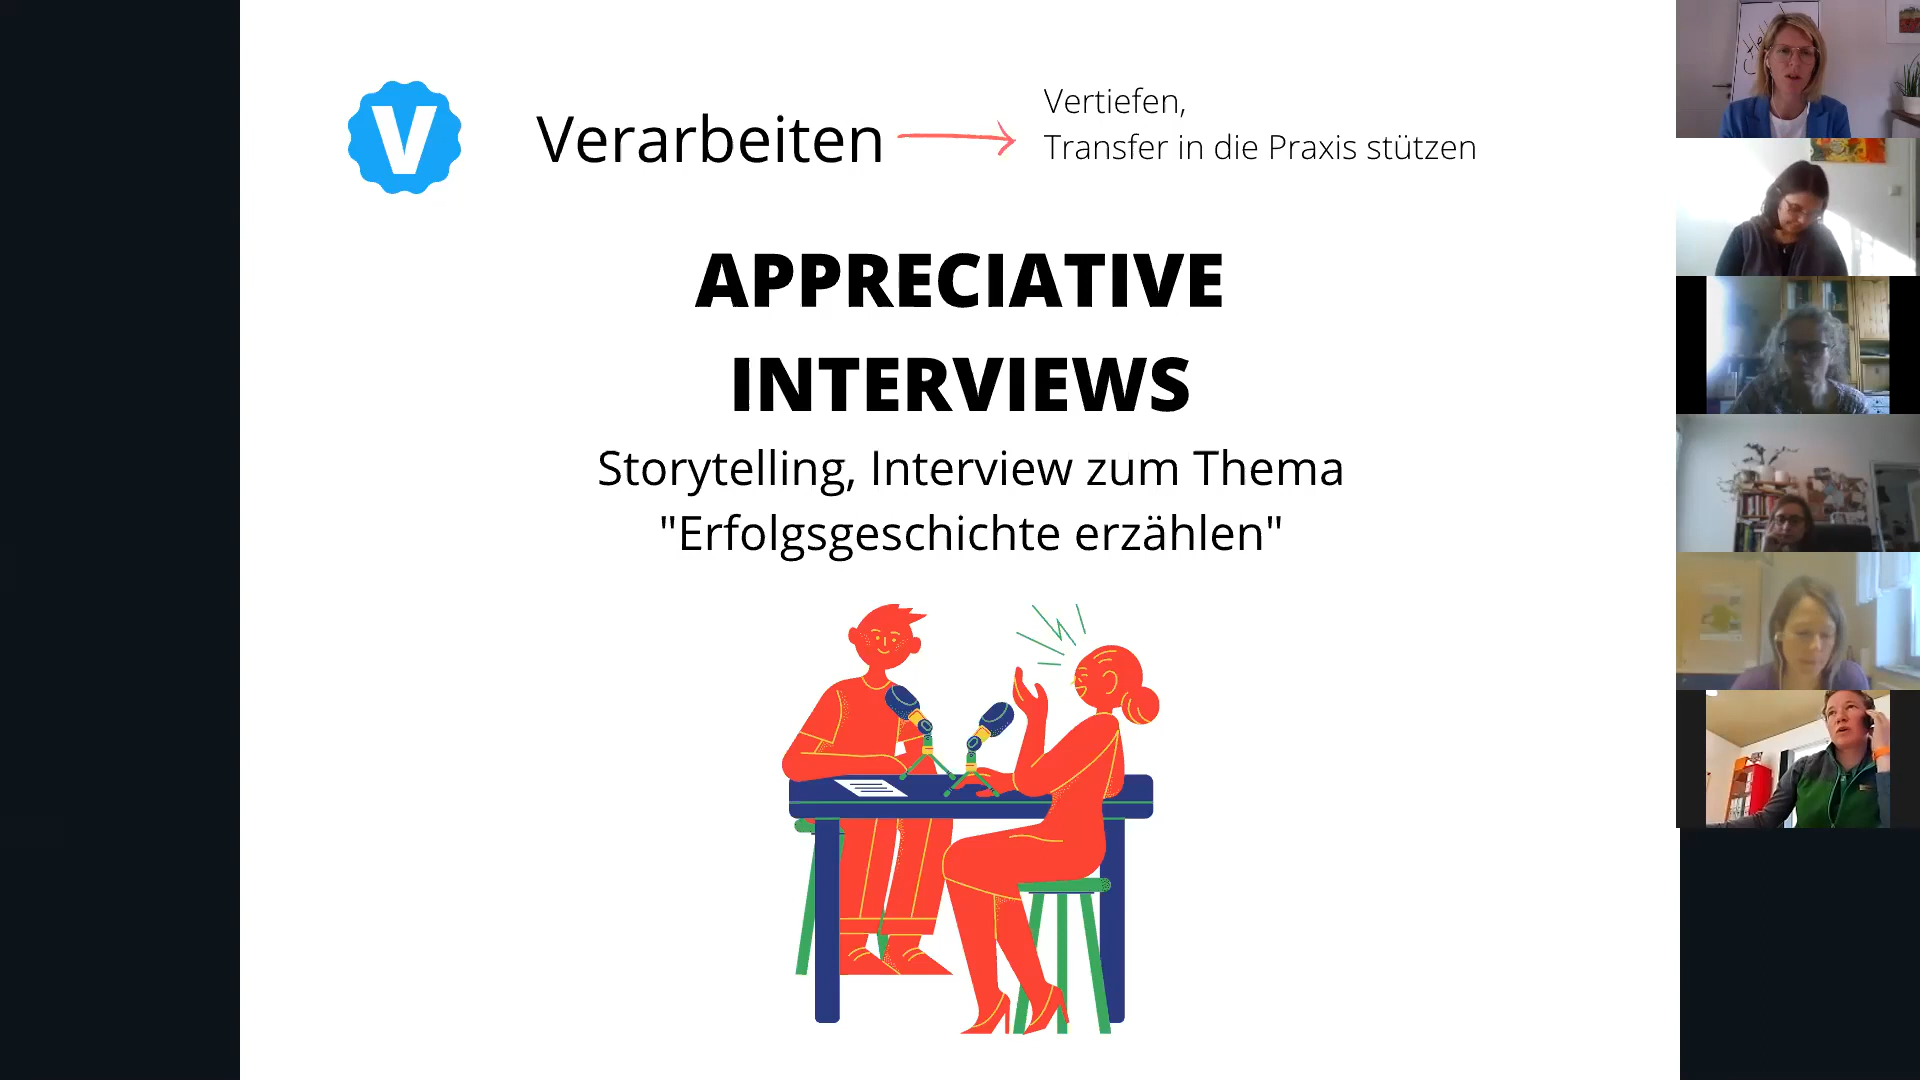 V
Verarbeiten
Vertiefen,
Transfer in die Praxis stützen
APPRECIATIVE
INTERVIEWS
Storytelling, Interview zum Thema
"Erfolgsgeschichte erzählen"